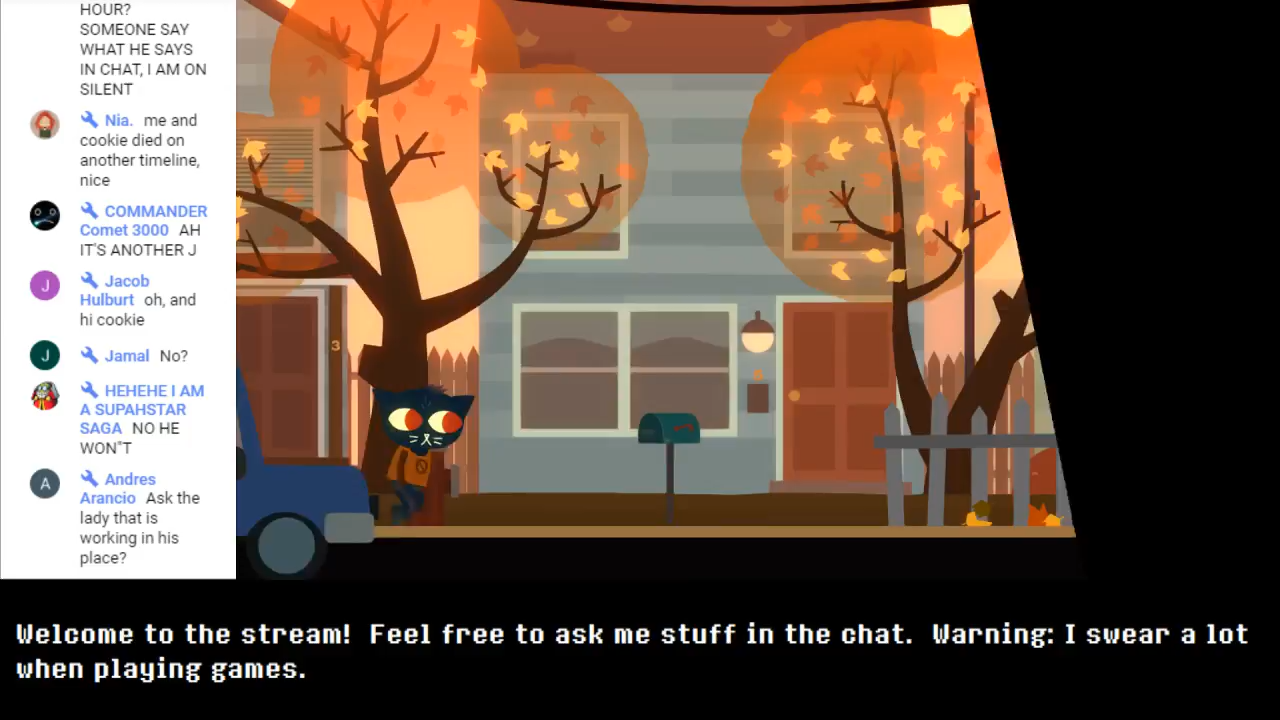 HOUR?
SOMEONE SAY
WHAT HE SAYS
IN CHAT, I AM ON
SILENT
Nia. me and
cookie died on
another timeline,
nice
COMMANDER
Comet 3000 AH
IT'S ANOTHER J
J
Jacob
Hulburt oh, and
hi cookie
J
Jamal No?
HEHEHE I AM
A SUPAHSTAR
SAGA NO HE
WON"T
A
Andres
Arancio Ask the
lady that is
working in his
place?
3
Welcome to the stream! Feel free to ask me stuff in the chat. Warning: I swear a lot
when playing games.